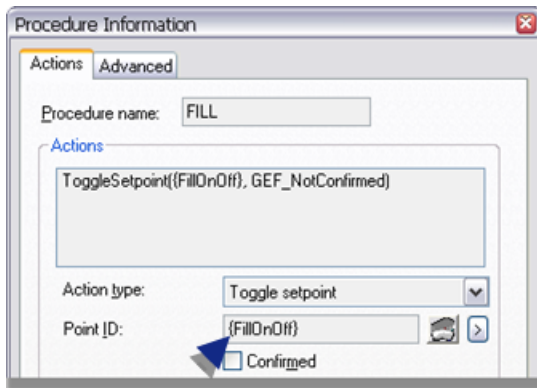 Procedure Information
Actions
Advanced
Procedure name: FILL
Actions
ToggleSetpoint({FillOnOff}, GEF_NotConfirmed)
Action type: Toggle setpoint
Point ID: {FillOnOff}
Confirmed